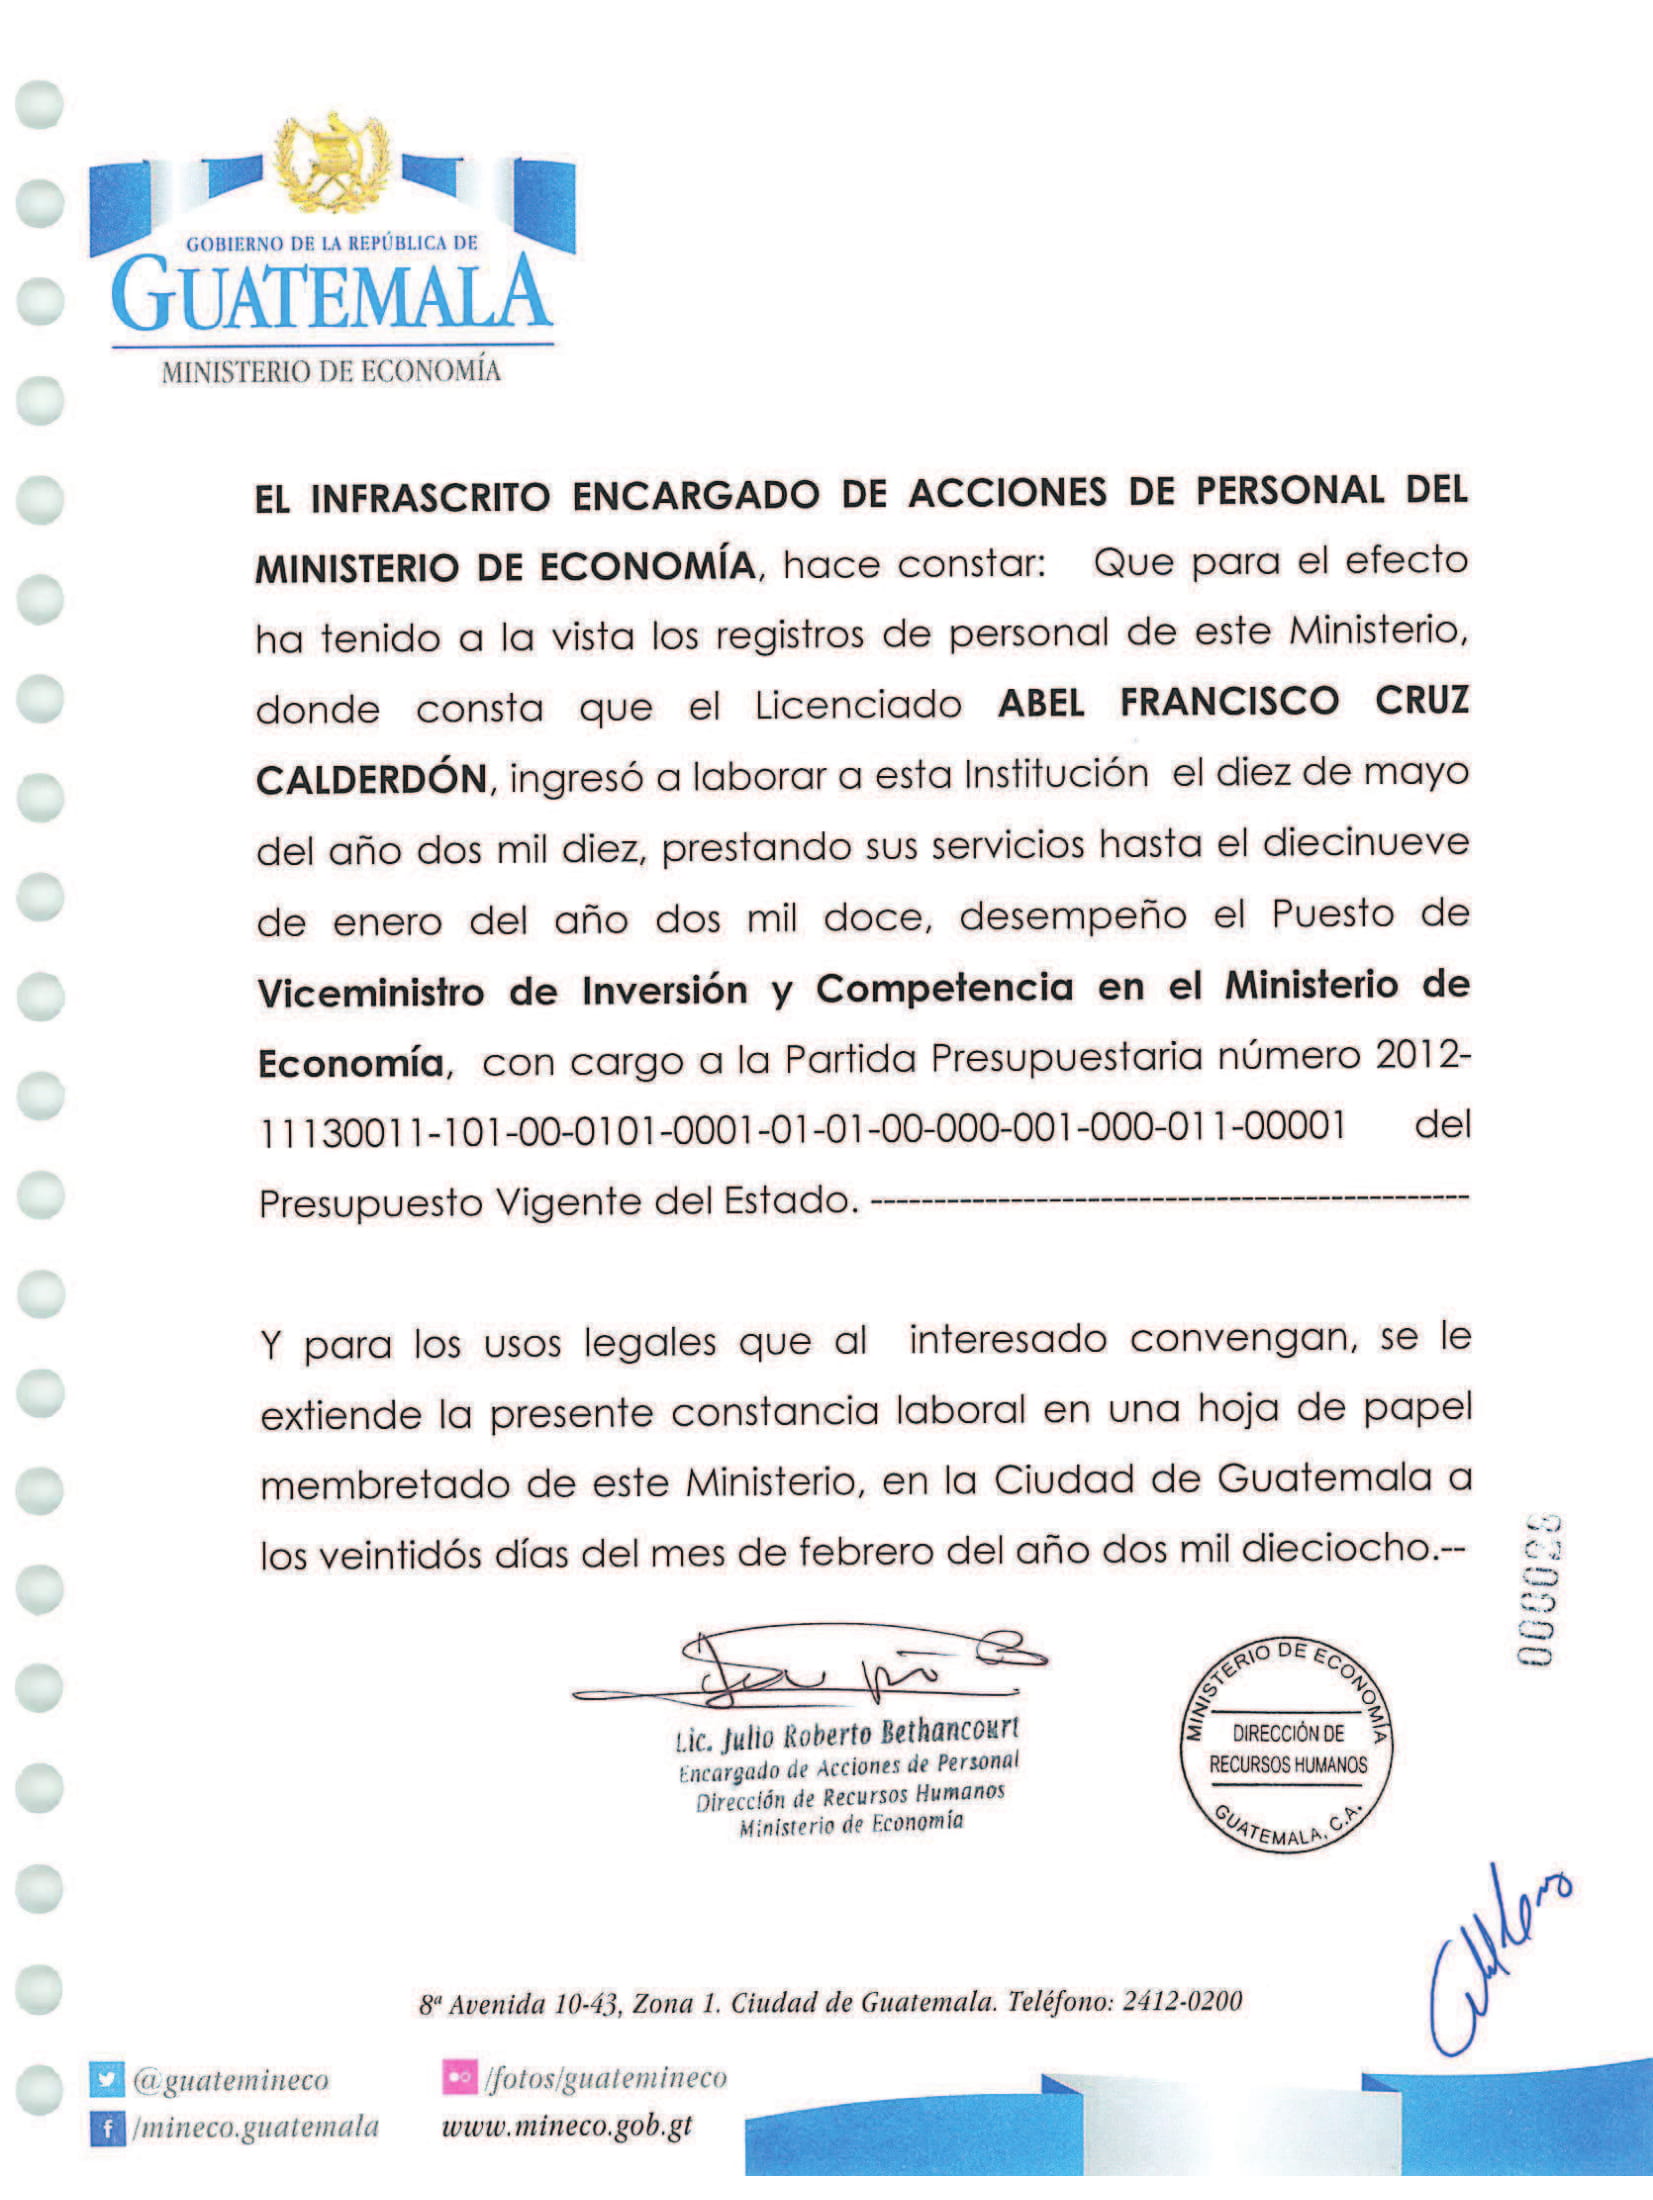 GOBIERNO DE LA REPÚBLICA DE
GUATEMALA
MINISTERIO DE ECONOMÍA
EL INFRASCRITO ENCARGADO DE ACCIONES DE PERSONAL DEL
MINISTERIO DE ECONOMÍA, hace constar: Que para el efecto
ha tenido a la vista los registros de personal de este Ministerio,
donde consta que el Licenciado ABEL FRANCISCO CRUZ
CALDERDÓN, ingresó a laborar a esta Institución el diez de mayo
del año dos mil diez, prestando sus servicios hasta el diecinueve
de enero del año dos mil doce, desempeño el Puesto de
Viceministro de Inversión y Competencia en el Ministerio de
Economía, con cargo a la Partida Presupuestaria número 2012-
11130011-101-00-0101-0001-01-01-00-000-001-000-011-00001 del
Presupuesto Vigente del Estado. -----------------------------------------------
Y para los usos legales que al interesado convengan, se le
extiende la presente constancia laboral en una hoja de papel
membretado de este Ministerio, en la Ciudad de Guatemala a
los veintidós días del mes de febrero del año dos mil dieciocho.--
Lic. Julio Roberto Bethancourt
Encargado de Acciones de Personal
Dirección de Recursos Humanos
Ministerio de Economía
MINISTERIO DE ECONOMÍA
DIRECCIÓN DE
RECURSOS HUMANOS
GUATEMALA, C.A.
8ª Avenida 10-43, Zona 1. Ciudad de Guatemala. Teléfono: 2412-0200
@guatemineco
/fotos/guatemineco
/mineco.guatemala
www.mineco.gob.gt